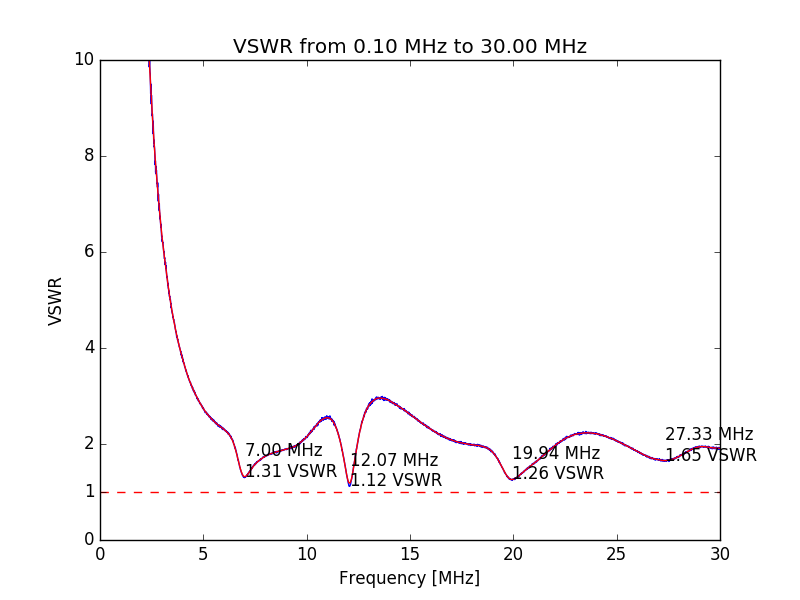 VSWR from 0.10 MHz to 30.00 MHz
10
8
6
4
2
1
0
VSWR
7.00 MHz
1.31 VSWR
12.07 MHz
1.12 VSWR
19.94 MHz
1.26 VSWR
27.33 MHz
1.65 VSWR
0 5 10 15 20 25 30
Frequency [MHz]